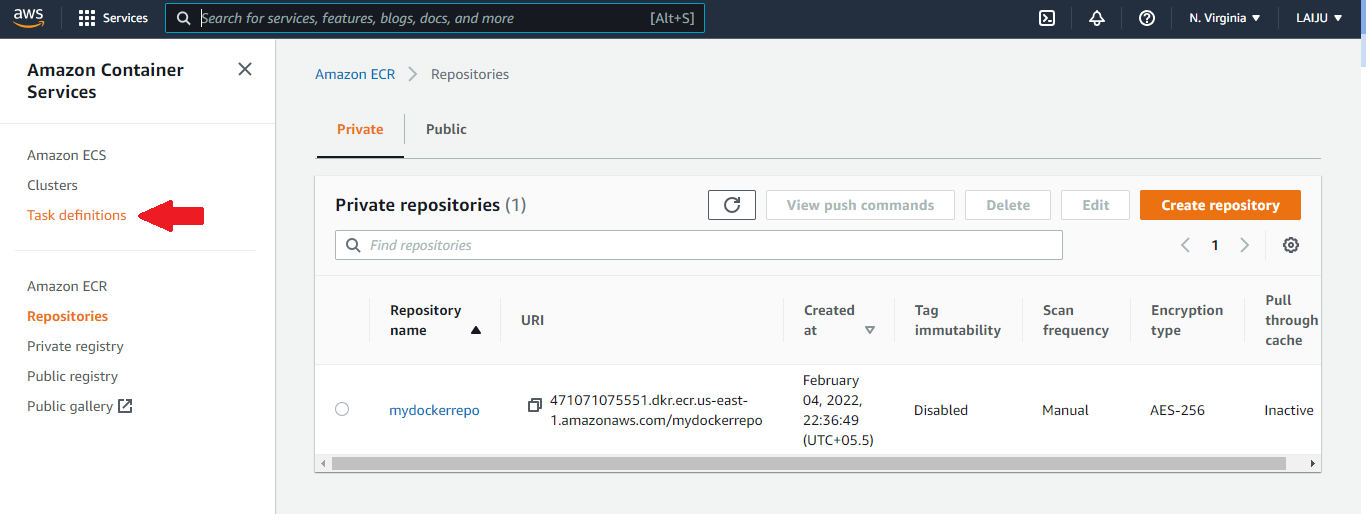 aws
Services
Search for services, features, blogs, docs, and more
[Alt+S]
N. Virginia
LAIJU
Amazon Container
Services
Amazon ECS
Clusters
Task definitions
Amazon ECR
Repositories
Private registry
Public registry
Public gallery
Amazon ECR
Repositories
Private
Public
Private repositories (1)
View push commands
Delete
Edit
Create repository
Find repositories
1
Repository
name
URI
Created
at
Tag
immutability
Scan
frequency
Encryption
type
Pull
through
cache
mydockerrepo
471071075551.dkr.ecr.us-east-
1.amazonaws.com/mydockerrepo
February
04, 2022,
22:36:49
(UTC+05.5)
Disabled
Manual
AES-256
Inactive